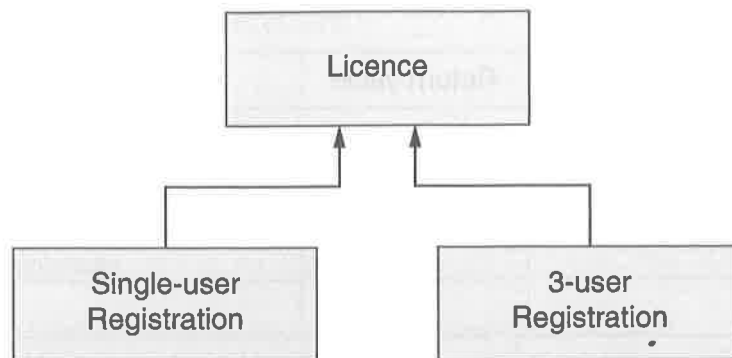 Licence
Single-user
Registration
3-user
Registration